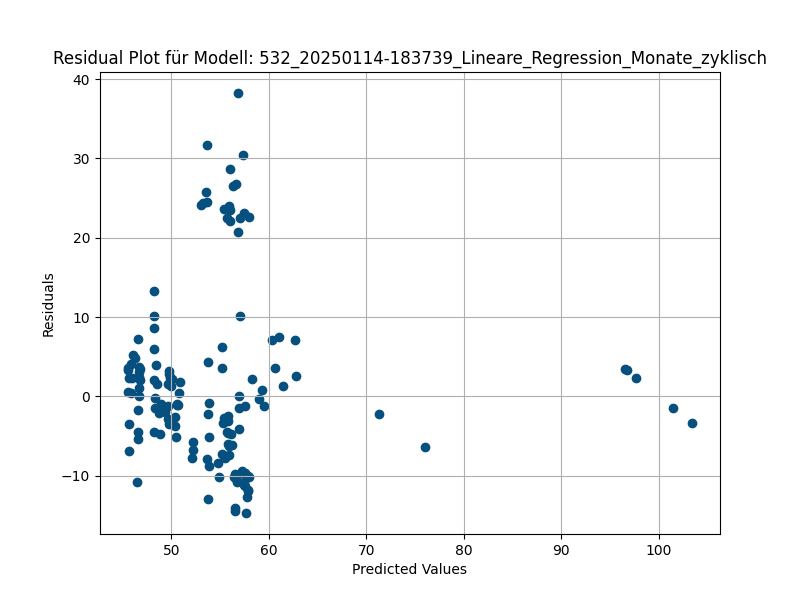 Residual Plot für Modell: 532_20250114-183739_Lineare_Regression_Monate_zyklisch
40
30
20
10
0
−10
Residuals
50 60 70 80 90 100
Predicted Values